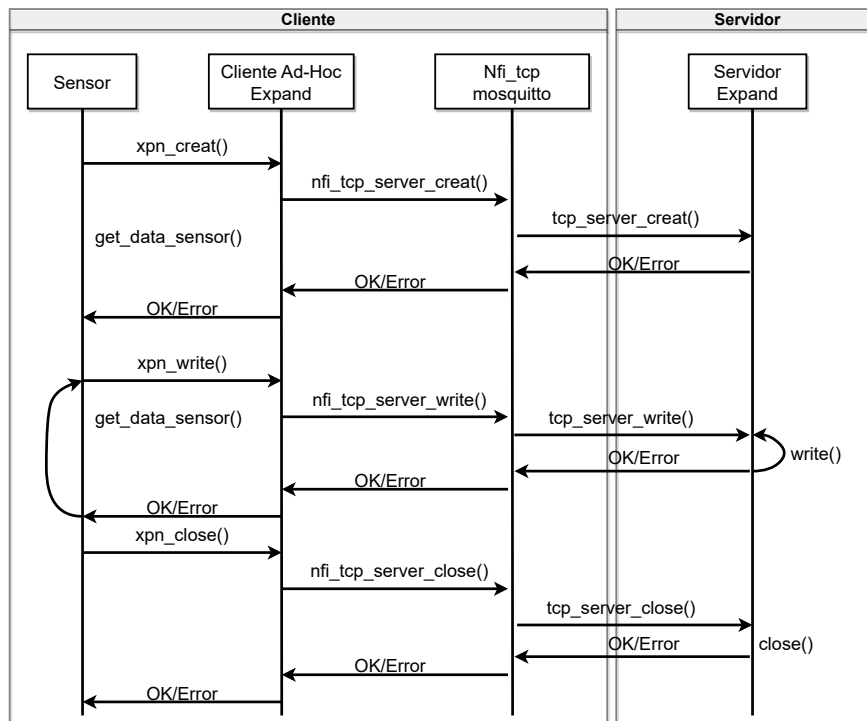 Cliente
Servidor
Sensor
Cliente Ad-Hoc
Expand
Nfi_tcp
mosquitto
Servidor
Expand
xpn_creat()
nfi_tcp_server_creat()
tcp_server_creat()
get_data_sensor()
OK/Error
OK/Error
OK/Error
xpn_write()
nfi_tcp_server_write()
get_data_sensor()
tcp_server_write()
write()
OK/Error
OK/Error
OK/Error
xpn_close()
nfi_tcp_server_close()
tcp_server_close()
close()
OK/Error
OK/Error
OK/Error